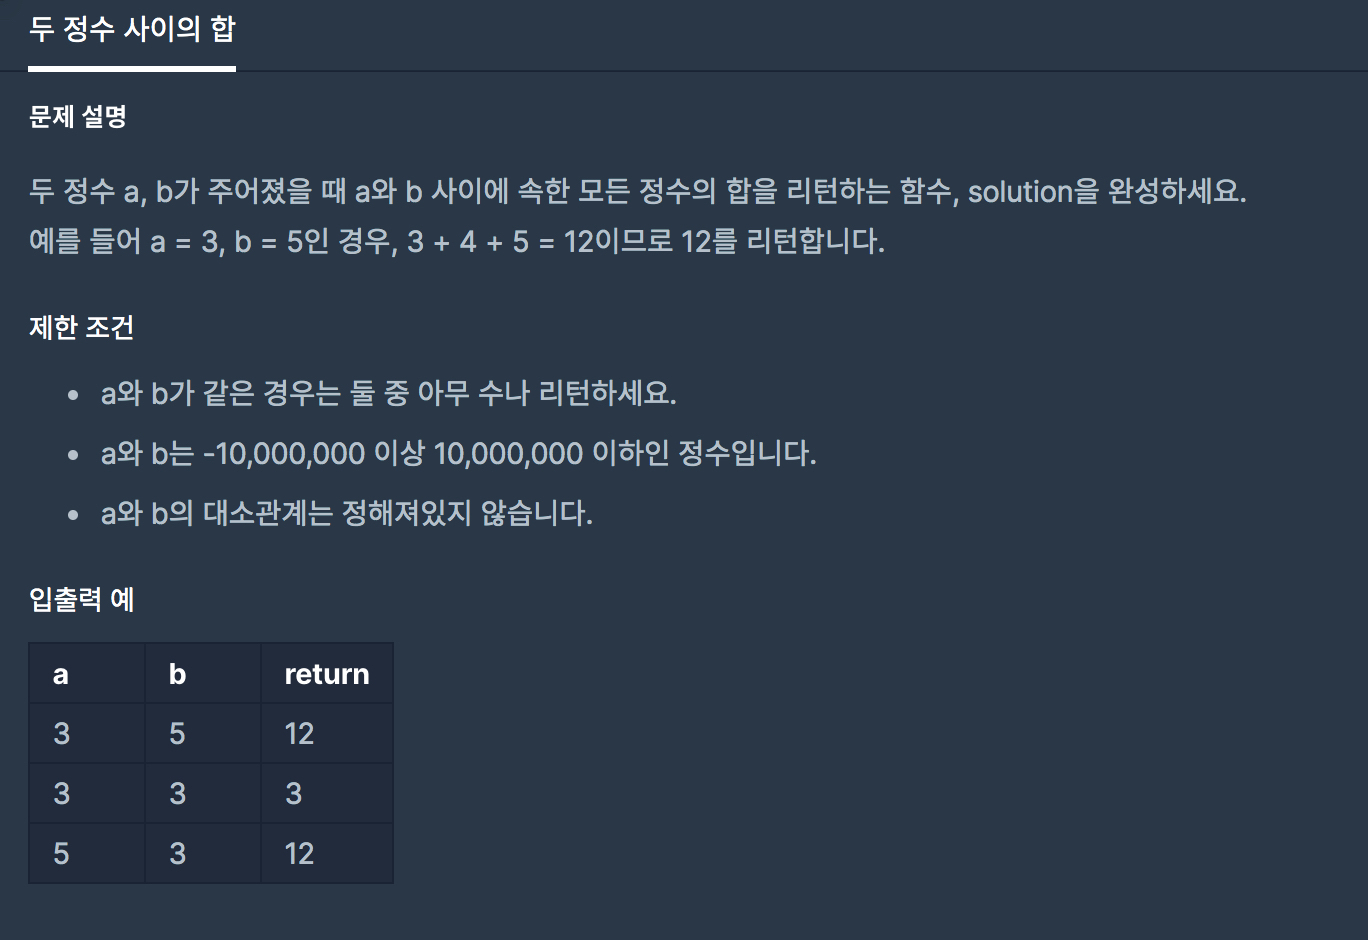 두 정수 사이의 합
문제 설명
두 정수 a, b가 주어졌을 때 a와 b 사이에 속한 모든 정수의 합을 리턴하는 함수, solution을 완성하세요.
예를 들어 a = 3, b = 5인 경우, 3 + 4 + 5 = 12이므로 12를 리턴합니다.
제한 조건
• a와 b가 같은 경우는 둘 중 아무 수나 리턴하세요.
• a와 b는 -10,000,000 이상 10,000,000 이하인 정수입니다.
• a와 b의 대소관계는 정해져있지 않습니다.
입출력 예
a b return
3 5 12
3 3 3
5 3 12